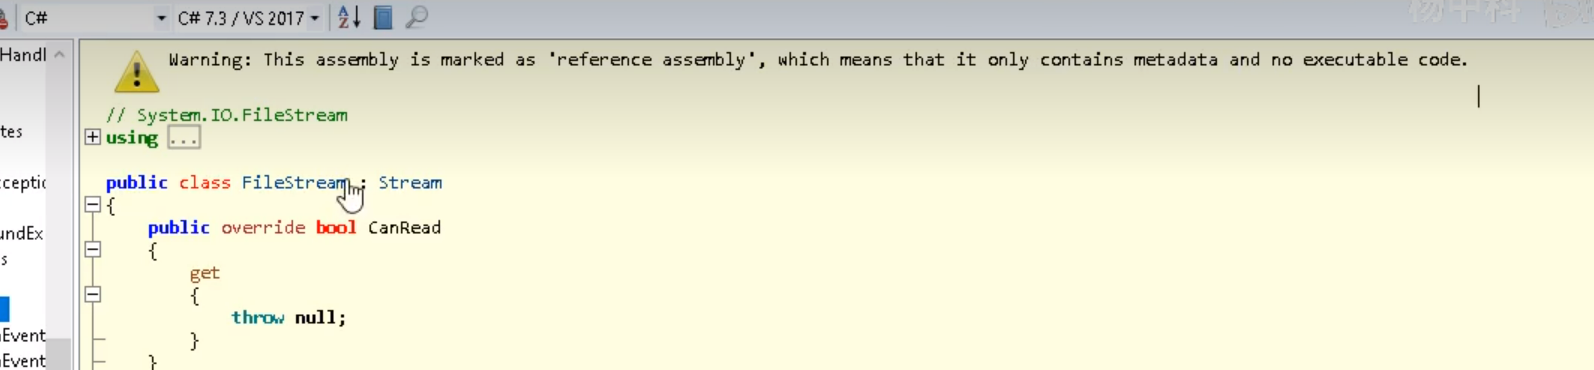 C#
C# 7.3 / VS 2017
Handl
Warning: This assembly is marked as 'reference assembly', which means that it only contains metadata and no executable code.
// System.IO.FileStream
tes
using ...
public class FileStream : Stream
ceptic
{
public override bool CanRead
undEx
{
s
get
{
throw null;
Event
}
Event
}